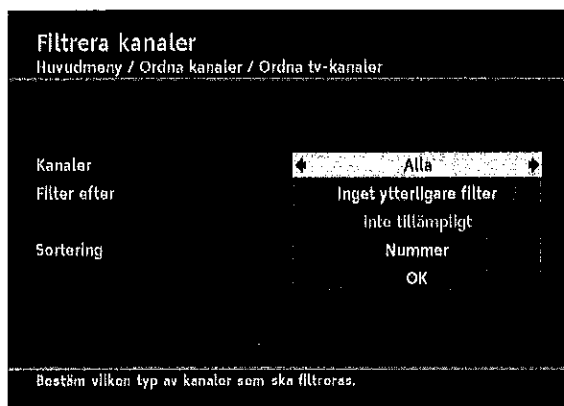 Filtrera kanaler
Huvudmeny / Ordna kanaler / Ordna tv-kanaler
Kanaler
Alla
Filter efter
Inget ytterligare filter
Inte tillämpligt
Sortering
Nummer
OK
Bestäm vilken typ av kanaler som ska filtreras.